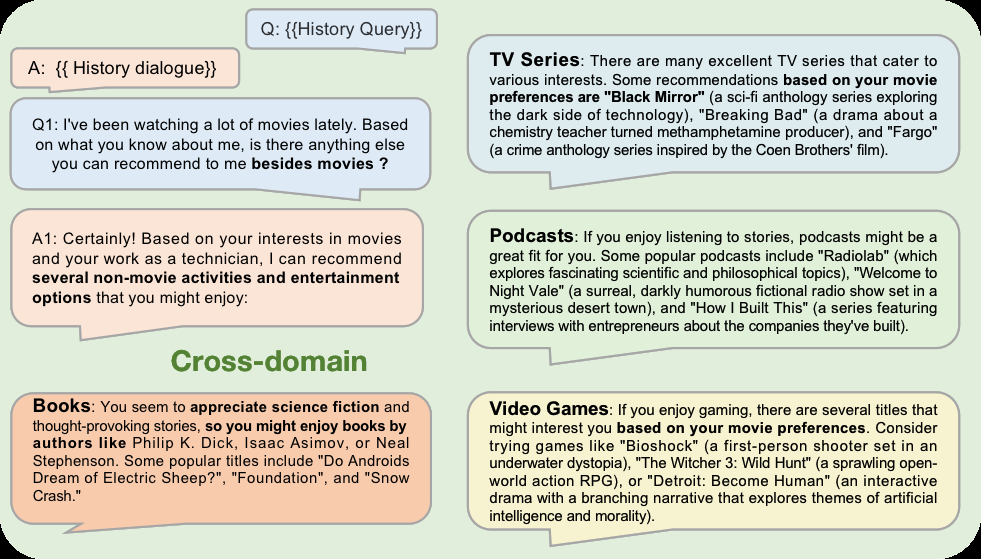 Q: {{History Query}}
A: {{ History dialogue}}
Q1: I've been watching a lot of movies lately. Based
on what you know about me, is there anything else
you can recommend to me besides movies ?
A1: Certainly! Based on your interests in movies
and your work as a technician, I can recommend
several non-movie activities and entertainment
options that you might enjoy:
Cross-domain
Books: You seem to appreciate science fiction and
thought-provoking stories, so you might enjoy books by
authors like Philip K. Dick, Isaac Asimov, or Neal
Stephenson. Some popular titles include "Do Androids
Dream of Electric Sheep?", "Foundation", and "Snow
Crash."
TV Series: There are many excellent TV series that cater to
various interests. Some recommendations based on your movie
preferences are "Black Mirror" (a sci-fi anthology series exploring
the dark side of technology), "Breaking Bad" (a drama about a
chemistry teacher turned methamphetamine producer), and "Fargo"
(a crime anthology series inspired by the Coen Brothers' film).
Podcasts: If you enjoy listening to stories, podcasts might be a
great fit for you. Some popular podcasts include "Radiolab" (which
explores fascinating scientific and philosophical topics), "Welcome to
Night Vale" (a surreal, darkly humorous fictional radio show set in a
mysterious desert town), and "How I Built This" (a series featuring
interviews with entrepreneurs about the companies they've built).
Video Games: If you enjoy gaming, there are several titles that
might interest you based on your movie preferences. Consider
trying games like "Bioshock" (a first-person shooter set in an
underwater dystopia), "The Witcher 3: Wild Hunt" (a sprawling open-
world action RPG), or "Detroit: Become Human" (an interactive
drama with a branching narrative that explores themes of artificial
intelligence and morality).